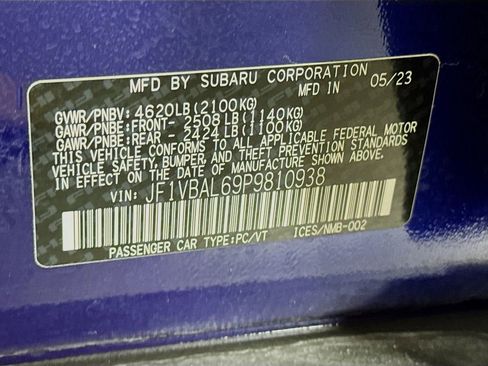 MFD BY SUBARU CORPORATION IN 05/23
GVWR/PNBV: 4620LB(2100KG)
GAWR/PNBE:FRONT- 2508LB(1140KG)
GAWR/PNBE:REAR - 2424LB(1100KG)
THIS VEHICLE CONFORMS TO ALL APPLICABLE FEDERAL MOTOR
VEHICLE SAFETY, BUMPER, AND THEFT PREVENTION STANDARDS
IN EFFECT ON THE DATE OF MANUFACTURE SHOWN ABOVE.
VIN: JF1VBAL69P9810938
PASSENGER CAR TYPE:PC/VT ICES/NMB-002